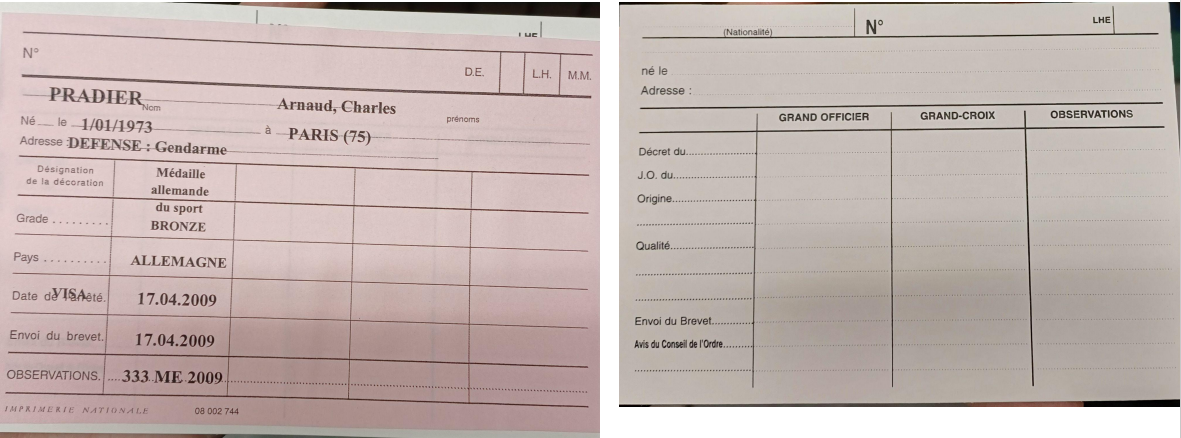 LHE
N°
D.E.
L.H.
M.M.
PRADIER
Nom
Arnaud, Charles
prénoms
Né le 1/01/1973 à PARIS (75)
Adresse : DEFENSE : Gendarme
Désignation
de la décoration
Médaille
allemande
du sport
BRONZE
Grade .........
Pays .......... ALLEMAGNE
Date de l'arrêté. VISA 17.04.2009
Envoi du brevet. 17.04.2009
OBSERVATIONS. 333 ME 2009
IMPRIMERIE NATIONALE 08 002 744
(Nationalité)
N°
LHE
né le
Adresse :
GRAND OFFICIER
GRAND-CROIX
OBSERVATIONS
Décret du
J.O. du
Origine
Qualité
Envoi du Brevet
Avis du Conseil de l'Ordre